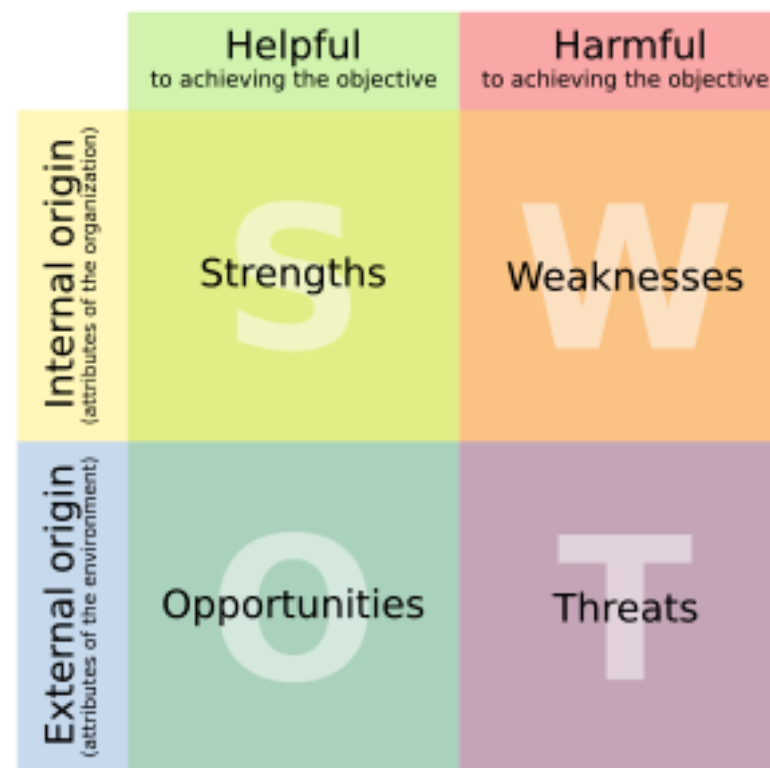 Helpful
to achieving the objective
Harmful
to achieving the objective
Internal origin
(attributes of the organization)
S
Strengths
W
Weaknesses
External origin
(attributes of the environment)
O
Opportunities
T
Threats